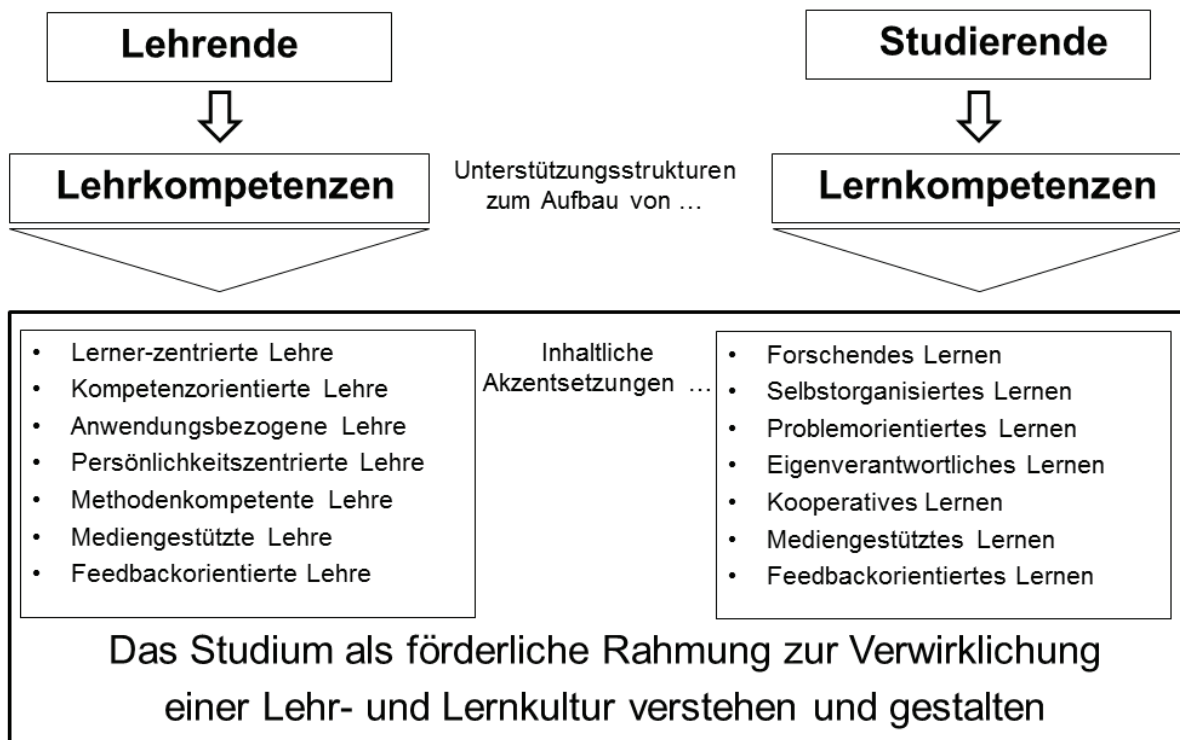 Lehrende
Studierende
Lehrkompetenzen
Unterstützungsstrukturen
zum Aufbau von …
Lernkompetenzen
• Lerner-zentrierte Lehre
• Kompetenzorientierte Lehre
• Anwendungsbezogene Lehre
• Persönlichkeitszentrierte Lehre
• Methodenkompetente Lehre
• Mediengestützte Lehre
• Feedbackorientierte Lehre
Inhaltliche
Akzentsetzungen …
• Forschendes Lernen
• Selbstorganisiertes Lernen
• Problemorientiertes Lernen
• Eigenverantwortliches Lernen
• Kooperatives Lernen
• Mediengestütztes Lernen
• Feedbackorientiertes Lernen
Das Studium als förderliche Rahmung zur Verwirklichung
einer Lehr- und Lernkultur verstehen und gestalten